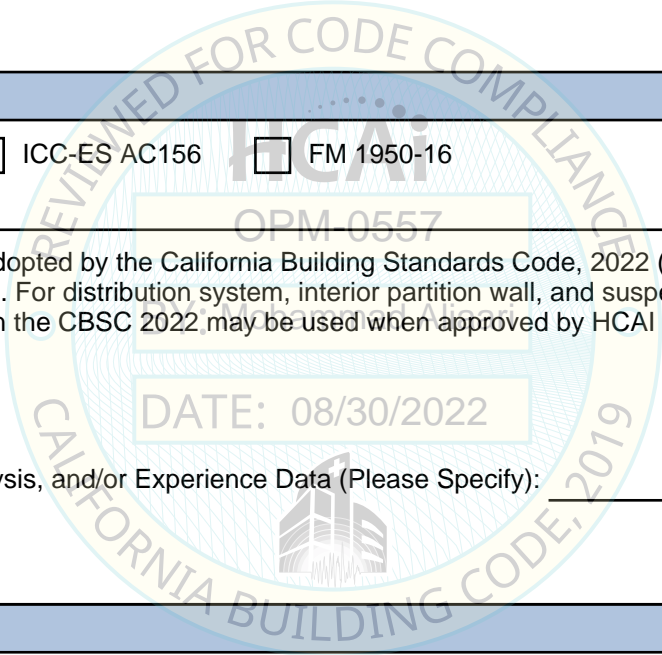 REVIEWED FOR CODE COMPLIANCE
HCAi
ICC-ES AC156 FM 1950-16
OPM-0557
dopted by the California Building Standards Code, 2022 (
. For distribution system, interior partition wall, and suspe
n the CBSC 2022 may be used when approved by HCAI
BY: Mohammad Aliaari
DATE: 08/30/2022
ysis, and/or Experience Data (Please Specify):
CALIFORNIA BUILDING CODE, 2019